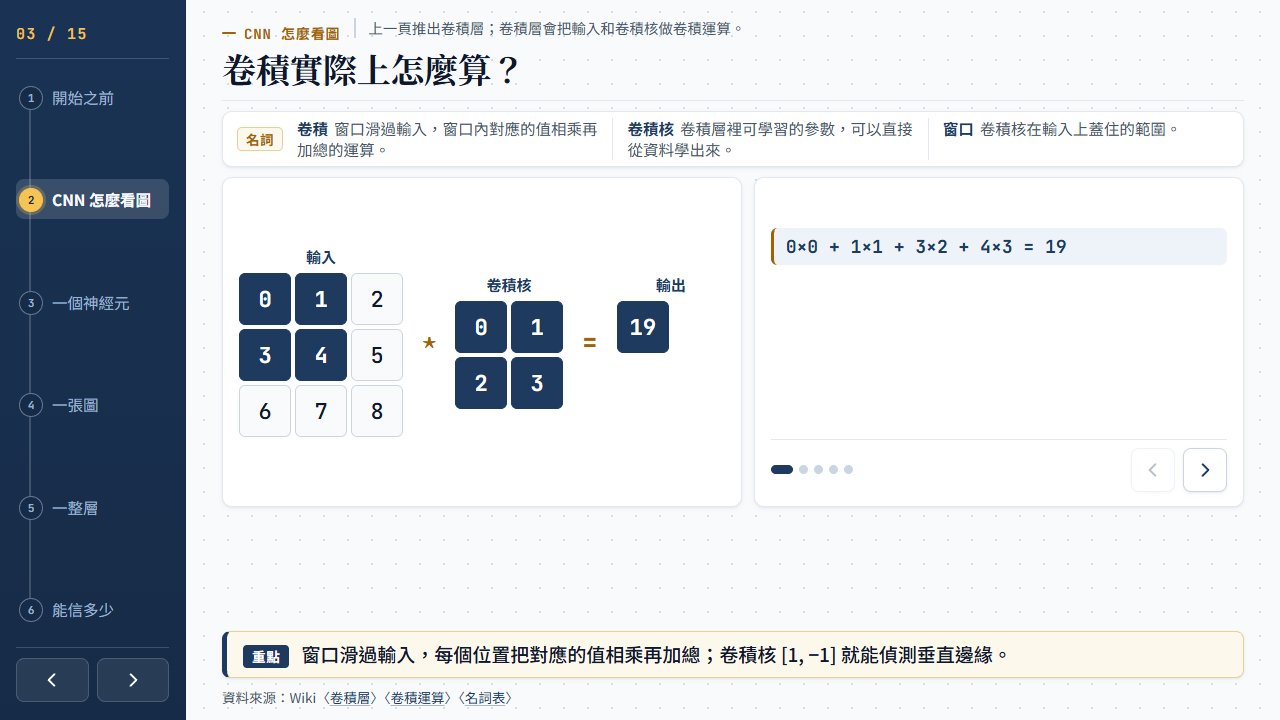 03 / 15
1 開始之前
2 CNN 怎麼看圖
3 一個神經元
4 一張圖
5 一整層
6 能信多少
CNN 怎麼看圖
上一頁推出卷積層；卷積層會把輸入和卷積核做卷積運算。
卷積實際上怎麼算？
名詞
卷積 窗口滑過輸入，窗口內對應的值相乘再
加總的運算。
卷積核 卷積層裡可學習的參數，可以直接
從資料學出來。
窗口 卷積核在輸入上蓋住的範圍。
輸入
0 1 2
3 4 5
6 7 8
★
卷積核
0 1
2 3
=
輸出
19
0×0 + 1×1 + 3×2 + 4×3 = 19
重點 窗口滑過輸入，每個位置把對應的值相乘再加總；卷積核 [1, −1] 就能偵測垂直邊緣。
資料來源：Wiki〈卷積層〉〈卷積運算〉〈名詞表〉